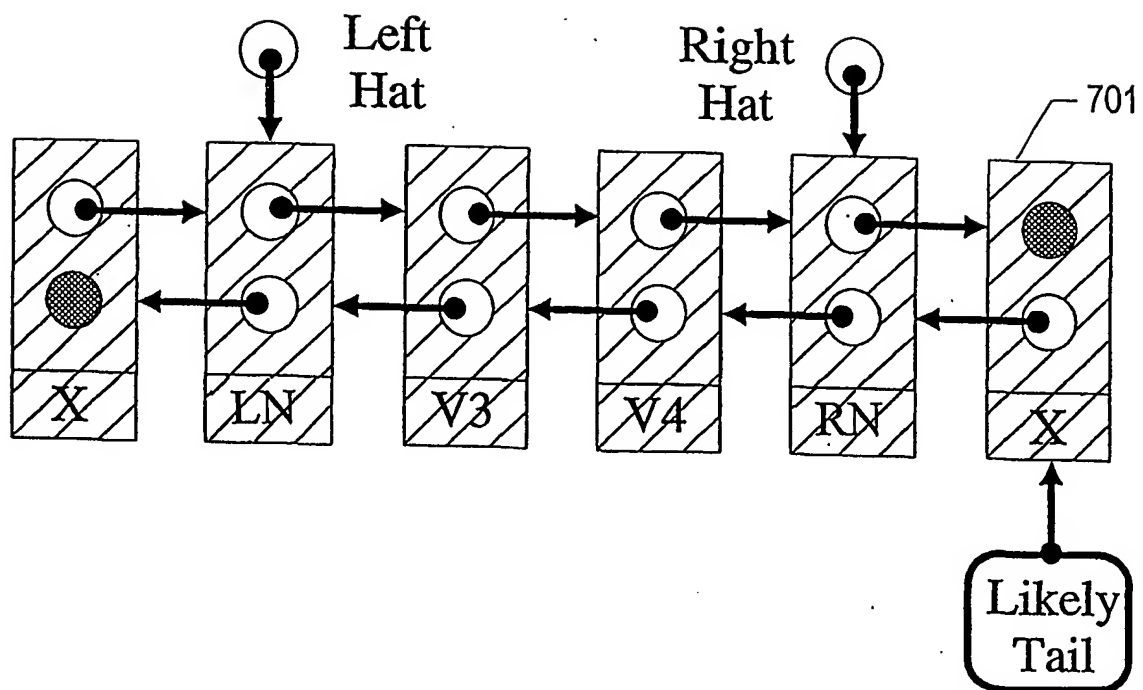 Left
Hat
Right
Hat
701
X
LN
V3
V4
RN
X
Likely
Tail